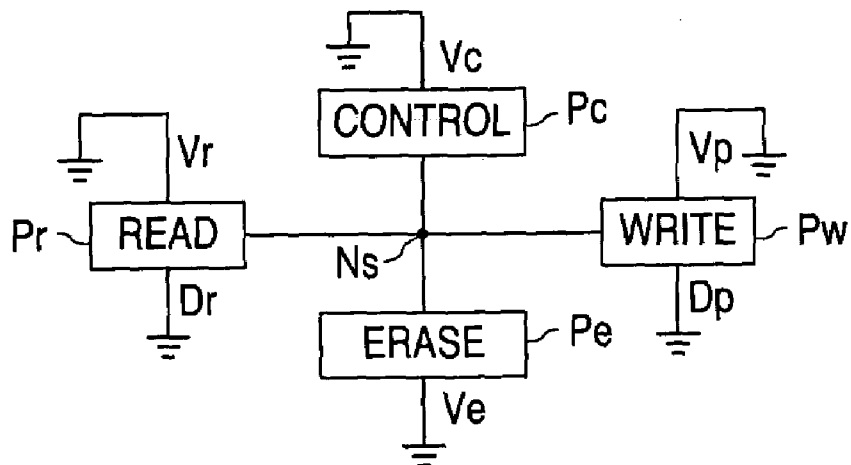 Vc
CONTROL Pc
Vr
Vp
Pr READ
WRITE Pw
Ns
Dr
Dp
ERASE Pe
Ve